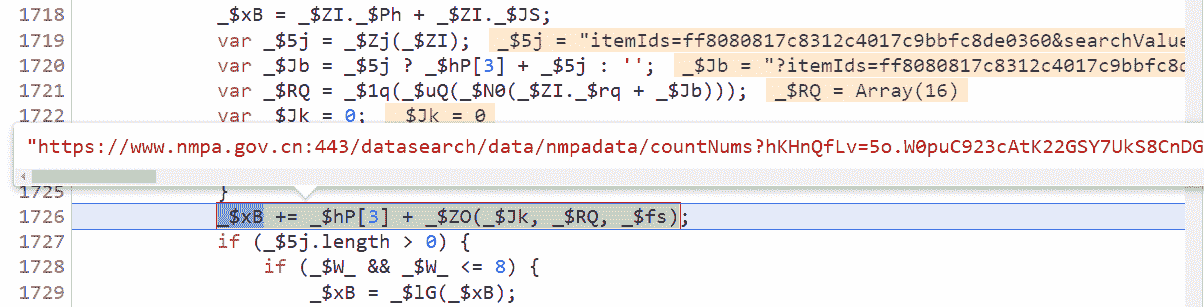 1718 _$xB = _$ZI._$Ph + _$ZI._$JS;
1719 var _$5j = _$Zj(_$ZI); _$5j = "itemIds=ff8080817c8312c4017c9bbfc8de0360&searchValue
1720 var _$Jb = _$5j ? _$hP[3] + _$5j : ''; _$Jb = "?itemIds=ff8080817c8312c4017c9bbfc8d
1721 var _$RQ = _$1q(_$uQ(_$N0(_$ZI._$rq + _$Jb))); _$RQ = Array(16)
1722 var _$Jk = 0; _$Jk = 0
"https://www.nmpa.gov.cn:443/datasearch/data/nmpadata/countNums?hKHnQfLv=5o.W0puC923cAtK22GSY7UkS8CnDG
1725 }
1726 _$xB += _$hP[3] + _$ZO(_$Jk, _$RQ, _$fs);
1727 if (_$5j.length > 0) {
1728 if (_$W_ && _$W_ <= 8) {
1729 _$xB = _$lG(_$xB);